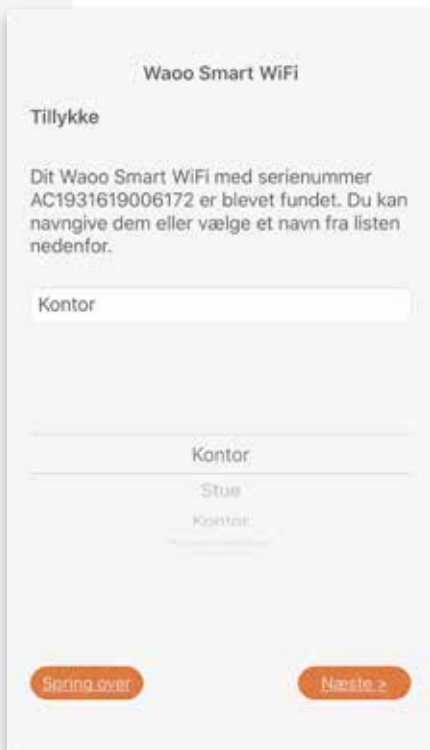 Waoo Smart WiFi
Tillykke
Dit Waoo Smart WiFi med serienummer
AC1931619006172 er blevet fundet. Du kan
navngive dem eller vælge et navn fra listen
nedenfor.
Kontor
Kontor
Stue
Kontor
Spring over
Næste >